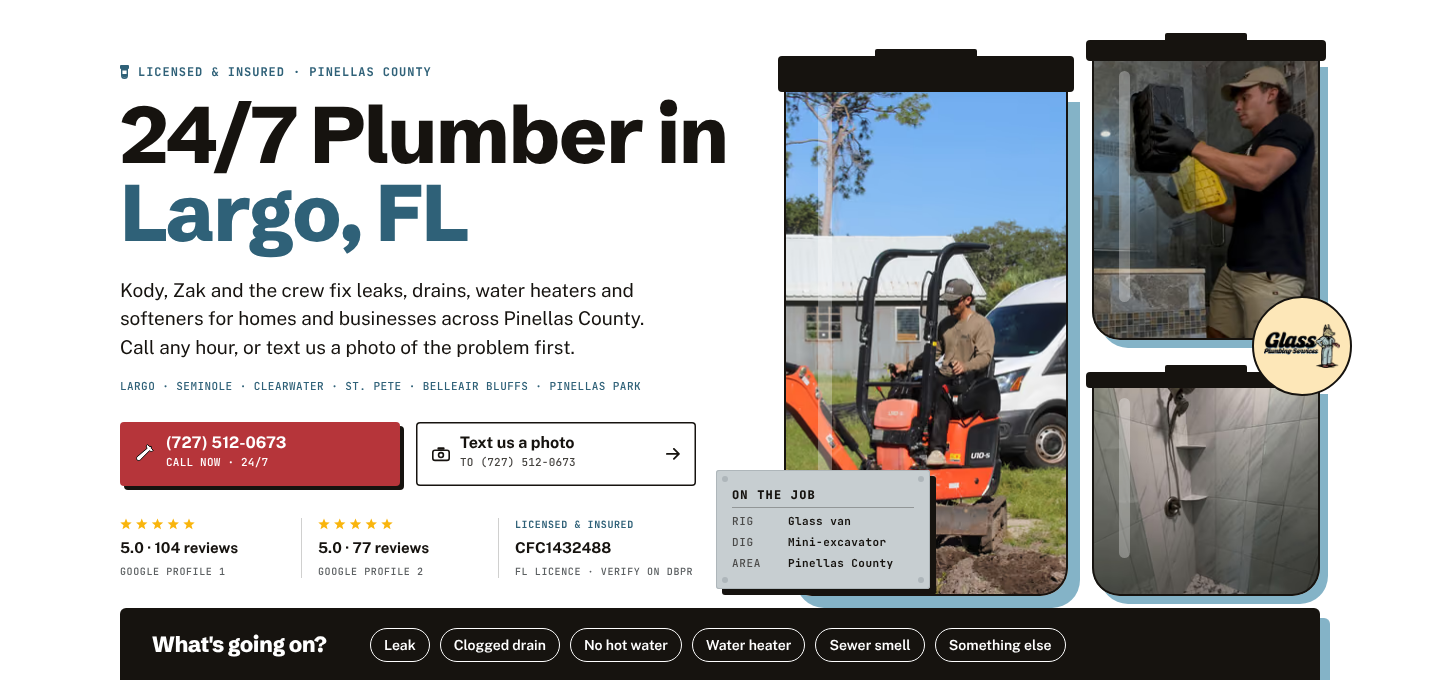 LICENSED & INSURED · PINELLAS COUNTY
24/7 Plumber in
Largo, FL
Kody, Zak and the crew fix leaks, drains, water heaters and
softeners for homes and businesses across Pinellas County.
Call any hour, or text us a photo of the problem first.
LARGO · SEMINOLE · CLEARWATER · ST. PETE · BELLEAIR BLUFFS · PINELLAS PARK
(727) 512-0673
CALL NOW · 24/7
Text us a photo
TO (727) 512-0673
5.0 · 104 reviews
GOOGLE PROFILE 1
5.0 · 77 reviews
GOOGLE PROFILE 2
LICENSED & INSURED
CFC1432488
FL LICENCE · VERIFY ON DBPR
U10-5
Glass
Plumbing Services
ON THE JOB
RIG Glass van
DIG Mini-excavator
AREA Pinellas County
What's going on?
Leak
Clogged drain
No hot water
Water heater
Sewer smell
Something else